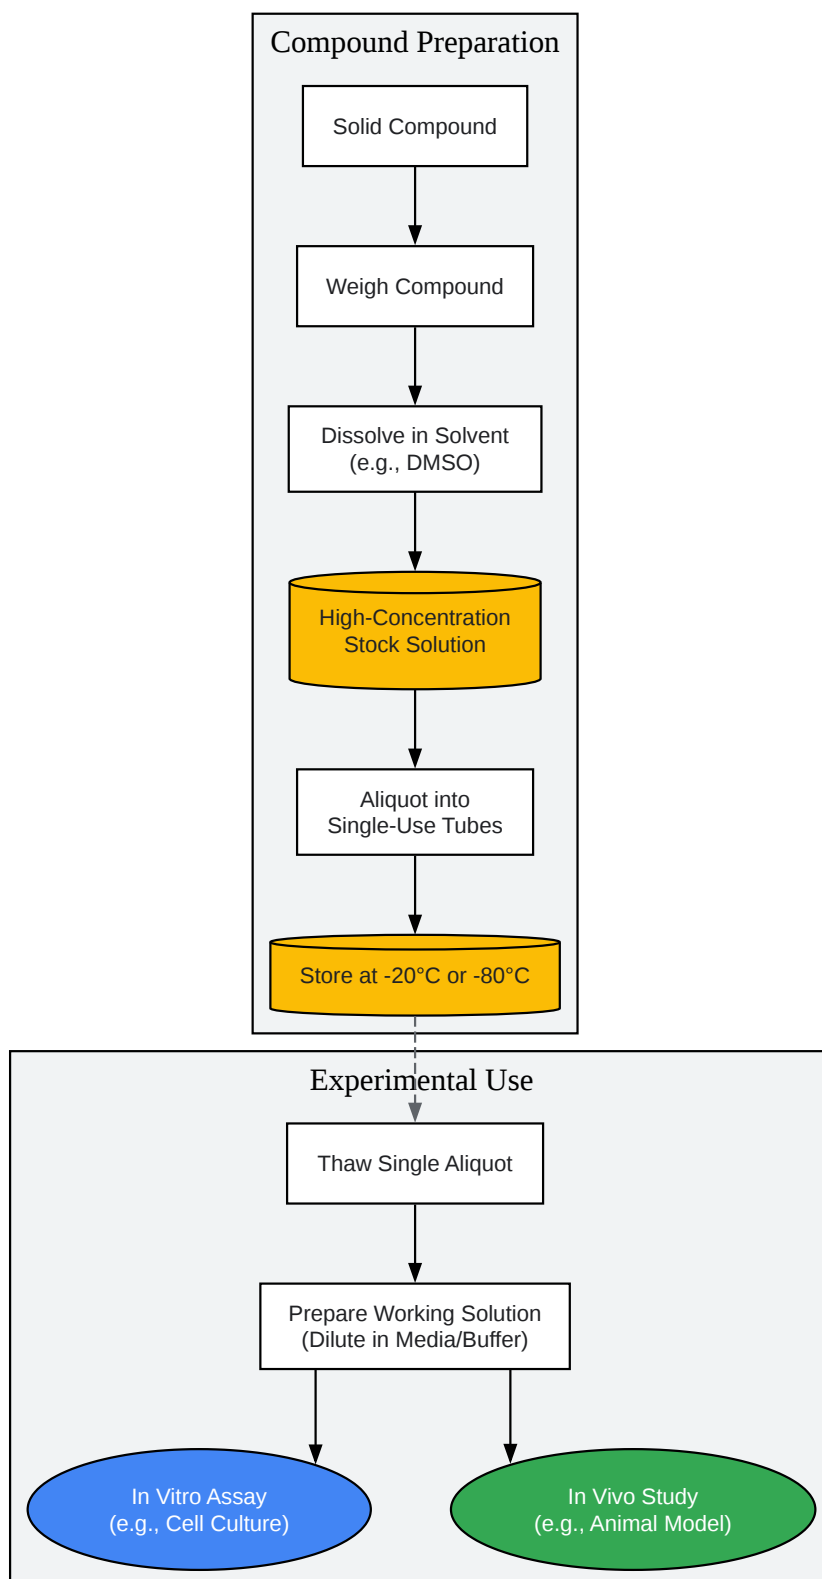 Compound Preparation
Solid Compound
Weigh Compound
Dissolve in Solvent
(e.g., DMSO)
High-Concentration
Stock Solution
Aliquot into
Single-Use Tubes
Store at -20°C or -80°C
Experimental Use
Thaw Single Aliquot
Prepare Working Solution
(Dilute in Media/Buffer)
In Vitro Assay
(e.g., Cell Culture)
In Vivo Study
(e.g., Animal Model)